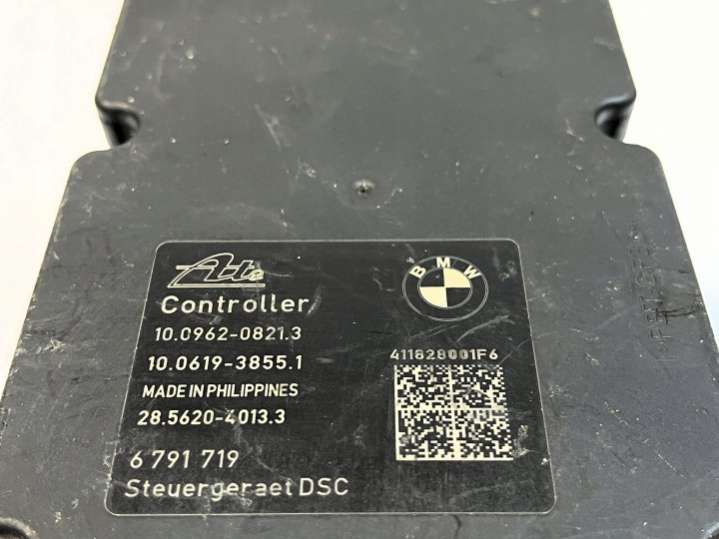 Ate
BMW
Controller
10.0962-0821.3
10.0619-3855.1
411828001F6
MADE IN PHILIPPINES
28.5620-4013.3
6 791 719
Steuergeraet DSC